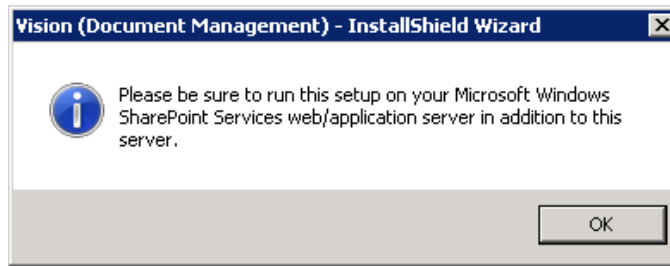 Vision (Document Management) - InstallShield Wizard
Please be sure to run this setup on your Microsoft Windows
SharePoint Services web/application server in addition to this
server.
OK